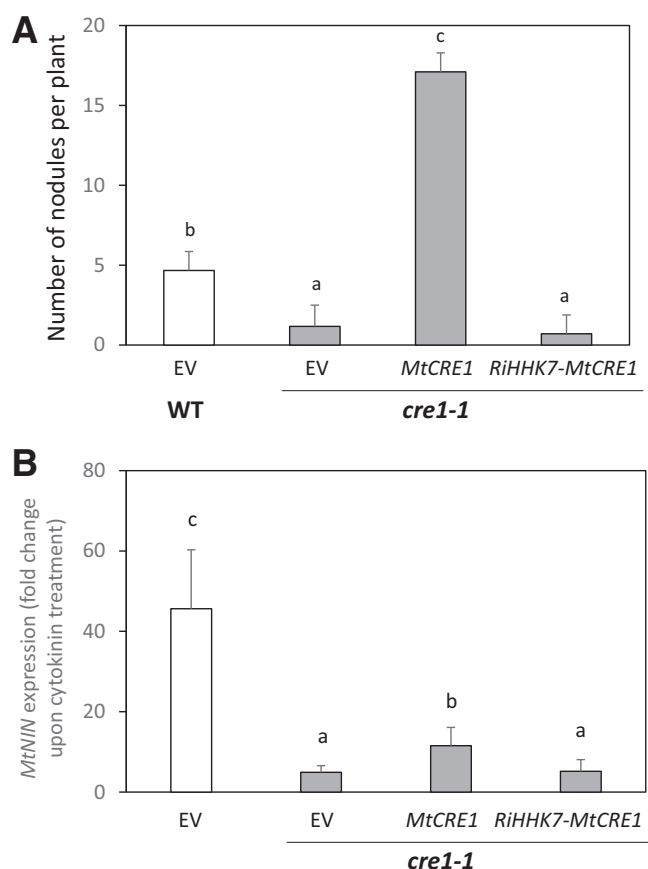 A
Number of nodules per plant
20
15
10
5
0
b
a
c
a
EV
EV
MtCRE1
RiHHK7-MtCRE1
WT
cre1-1
B
MtNIN expression (fold change
upon cytokinin treatment)
80
60
40
20
0
c
a
b
a
EV
EV
MtCRE1
RiHHK7-MtCRE1
cre1-1